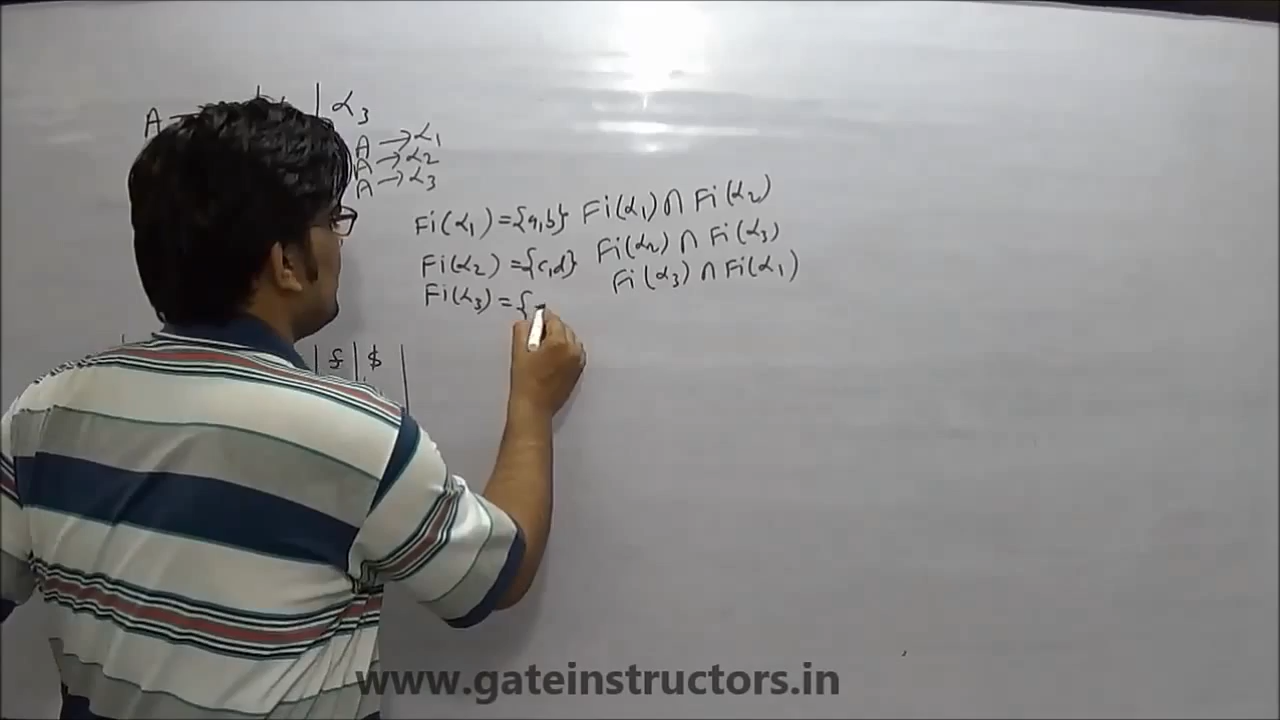 A → | α3
A → α1
A → α2
A → α3
Fi(α1) = {a,b} Fi(α1) ∩ Fi(α2)
Fi(α2) = {c,d} Fi(α2) ∩ Fi(α3)
Fi(α3) = { Fi(α3) ∩ Fi(α1)
| f | $ |
www.gateinstructors.in